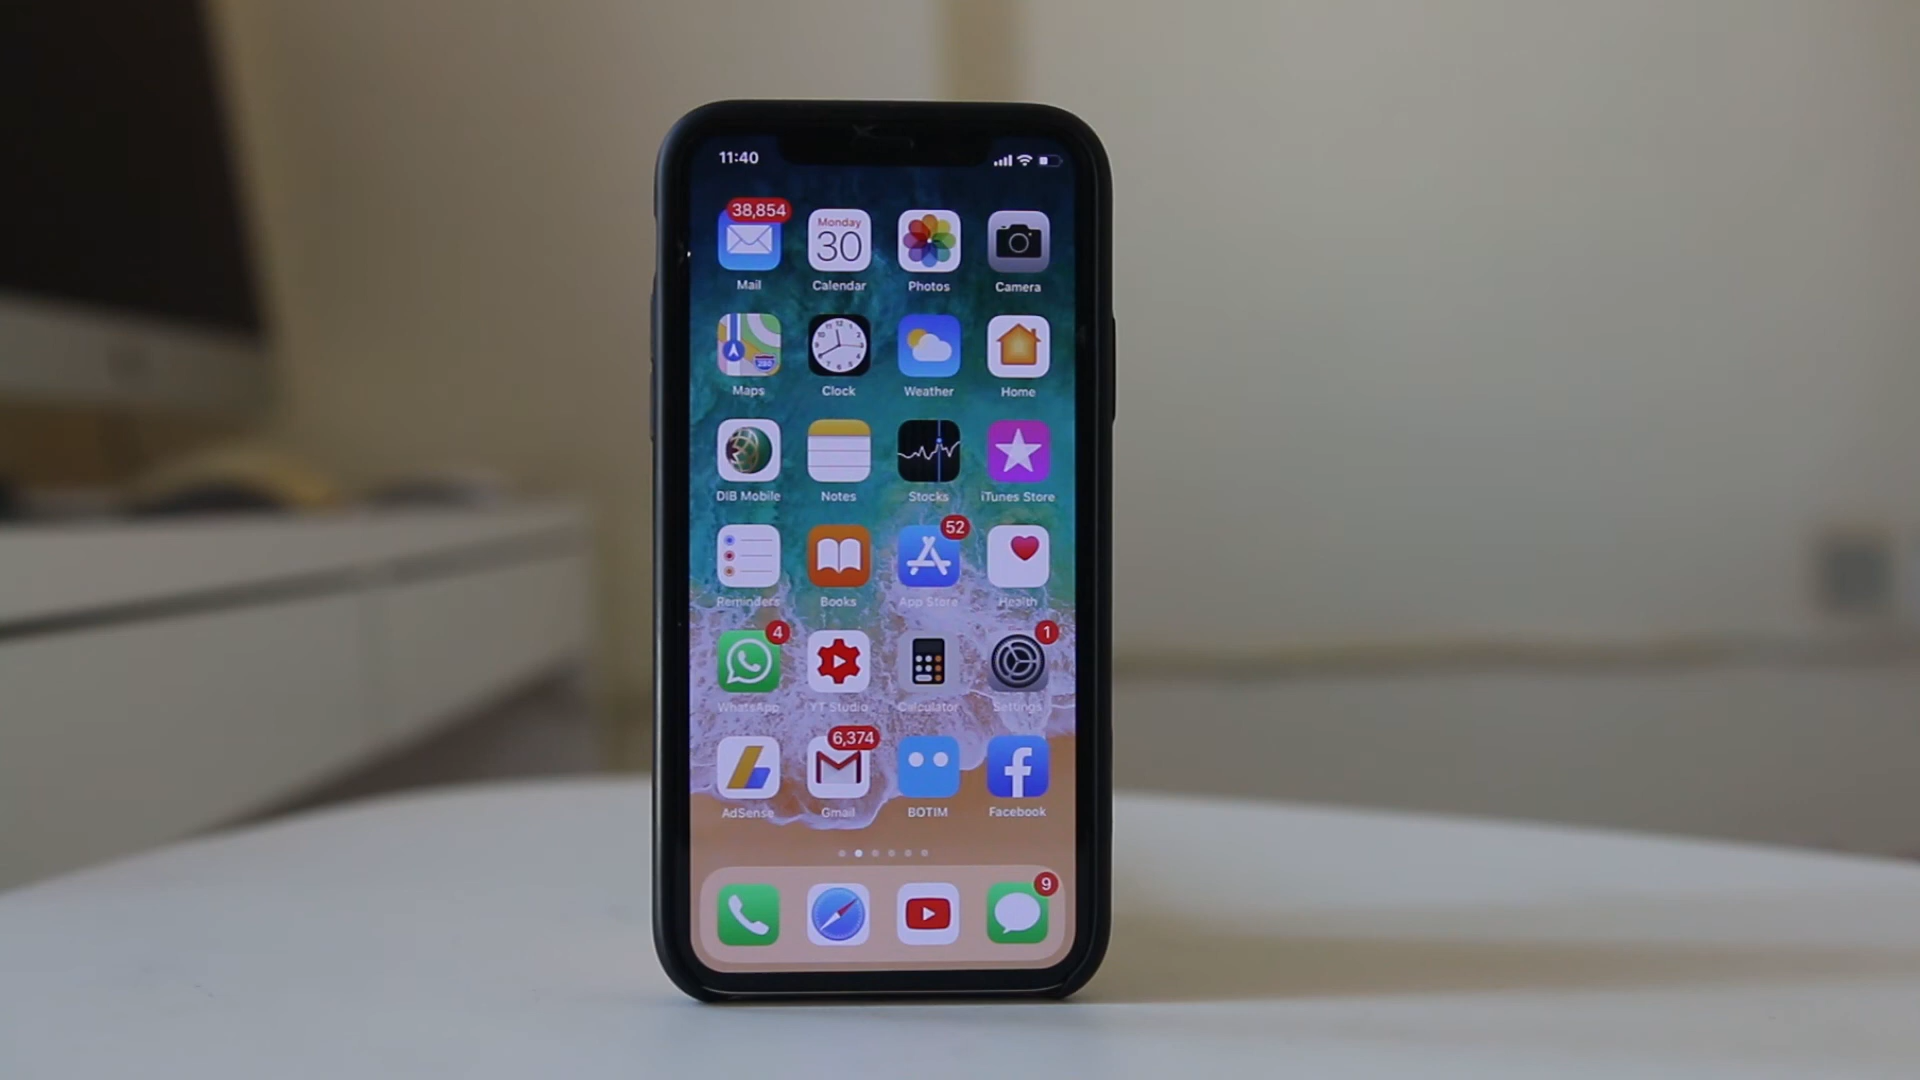 11:40
38,854
Monday
30
Mail
Calendar
Photos
Camera
280
Maps
Clock
Weather
Home
DIB Mobile
Notes
Stocks
iTunes Store
52
Reminders
Books
App Store
Health
4
1
WhatsApp
YT Studio
Calculator
Settings
6,374
AdSense
Gmail
BOTIM
Facebook
9